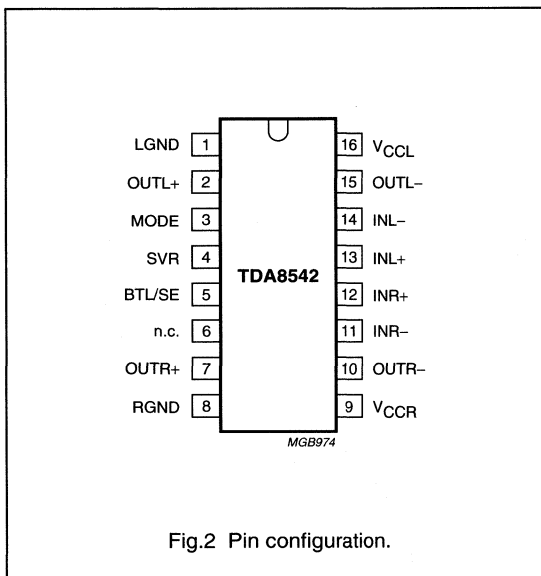 LGND 1 16 VCCL
OUTL+ 2 15 OUTL−
MODE 3 14 INL−
SVR 4 13 INL+
TDA8542
BTL/SE 5 12 INR+
n.c. 6 11 INR−
OUTR+ 7 10 OUTR−
RGND 8 9 VCCR
MGB974
Fig.2 Pin configuration.